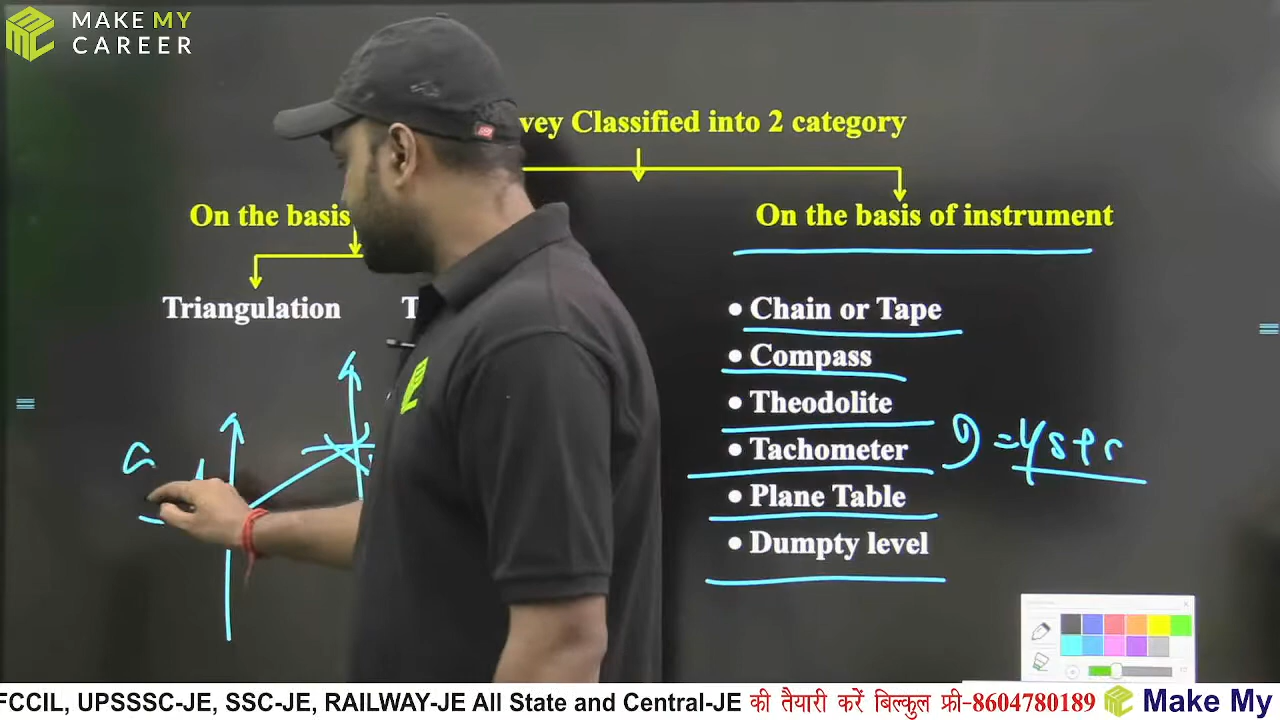 MAKE MY
CAREER
vey Classified into 2 category
On the basis
On the basis of instrument
Triangulation
T
• Chain or Tape
• Compass
• Theodolite
• Tachometer
• Plane Table
• Dumpty level
FCCIL, UPSSSC-JE, SSC-JE, RAILWAY-JE All State and Central-JE की तैयारी करें बिल्कुल फ्री-8604780189 Make My